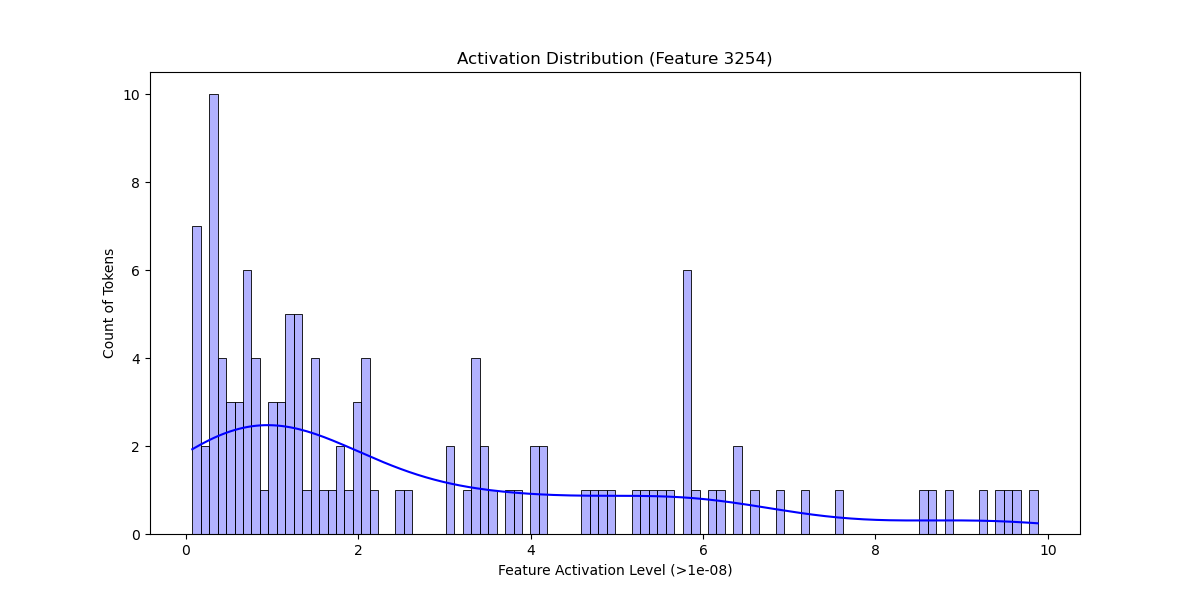 Activation Distribution (Feature 3254)
10
8
6
4
2
0
Count of Tokens
0 2 4 6 8 10
Feature Activation Level (>1e-08)